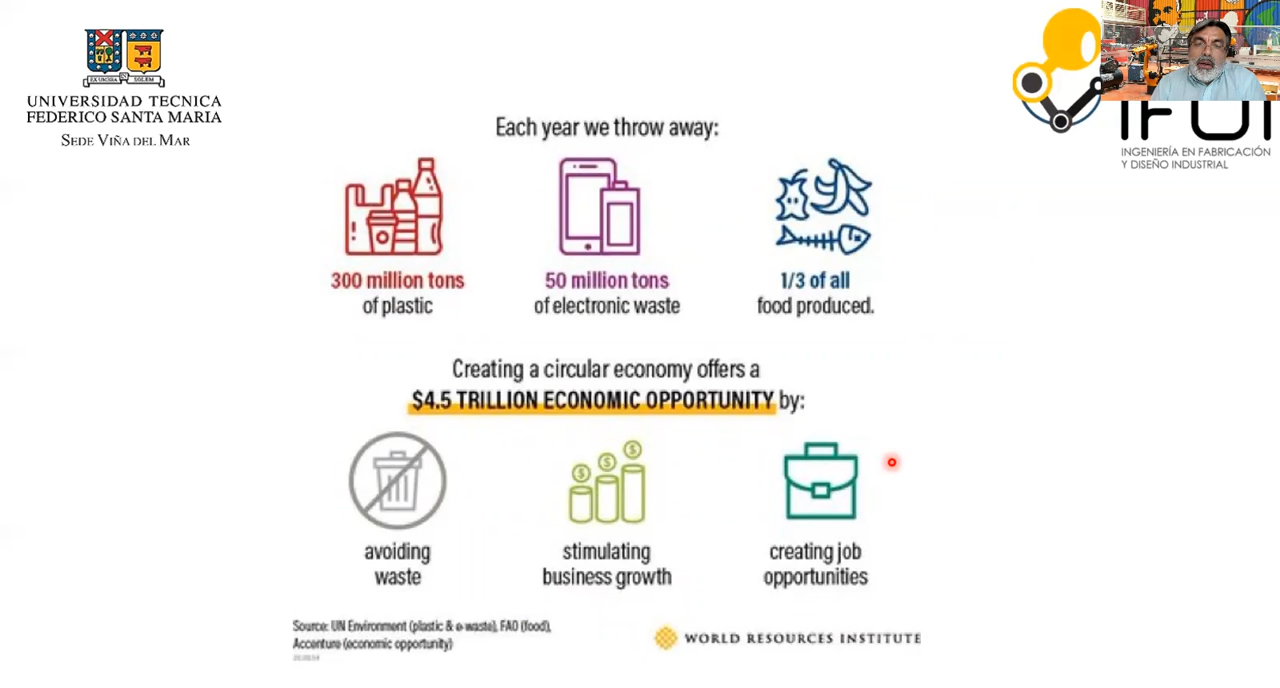 UNIVERSIDAD TECNICA
FEDERICO SANTA MARIA
SEDE VIÑA DEL MAR
INGENIERÍA EN FABRICACIÓN
Y DISEÑO INDUSTRIAL
Each year we throw away:
300 million tons
of plastic
50 million tons
of electronic waste
1/3 of all
food produced.
Creating a circular economy offers a
$4.5 TRILLION ECONOMIC OPPORTUNITY by:
avoiding
waste
stimulating
business growth
creating job
opportunities
Source: UN Environment (plastic & e-waste), FAO (food),
Accenture (economic opportunity)
WORLD RESOURCES INSTITUTE